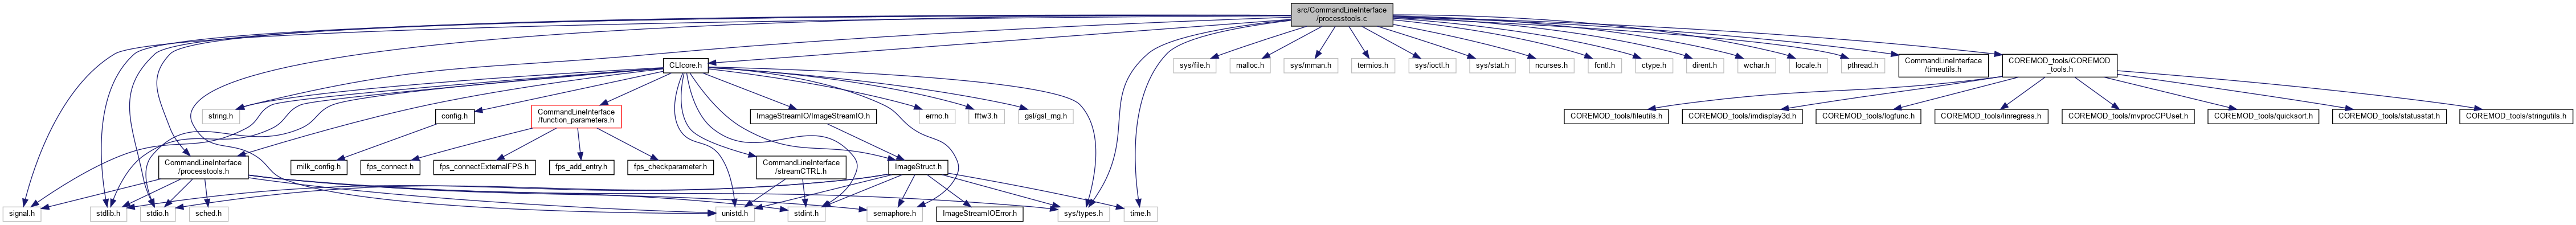 src/CommandLineInterface
/processtools.c
CLIcore.h
sys/file.h
malloc.h
sys/mman.h
termios.h
sys/ioctl.h
sys/stat.h
ncurses.h
fcntl.h
ctype.h
dirent.h
wchar.h
locale.h
pthread.h
CommandLineInterface
/timeutils.h
COREMOD_tools/COREMOD
_tools.h
string.h
config.h
CommandLineInterface
/function_parameters.h
ImageStreamIO/ImageStreamIO.h
errno.h
fftw3.h
gsl/gsl_rng.h
COREMOD_tools/fileutils.h
COREMOD_tools/imdisplay3d.h
COREMOD_tools/logfunc.h
COREMOD_tools/linregress.h
COREMOD_tools/mvprocCPUset.h
COREMOD_tools/quicksort.h
COREMOD_tools/statusstat.h
COREMOD_tools/stringutils.h
CommandLineInterface
/processtools.h
milk_config.h
fps_connect.h
fps_connectExternalFPS.h
fps_add_entry.h
fps_checkparameter.h
CommandLineInterface
/streamCTRL.h
ImageStruct.h
signal.h
stdlib.h
stdio.h
sched.h
unistd.h
stdint.h
semaphore.h
ImageStreamIOError.h
sys/types.h
time.h